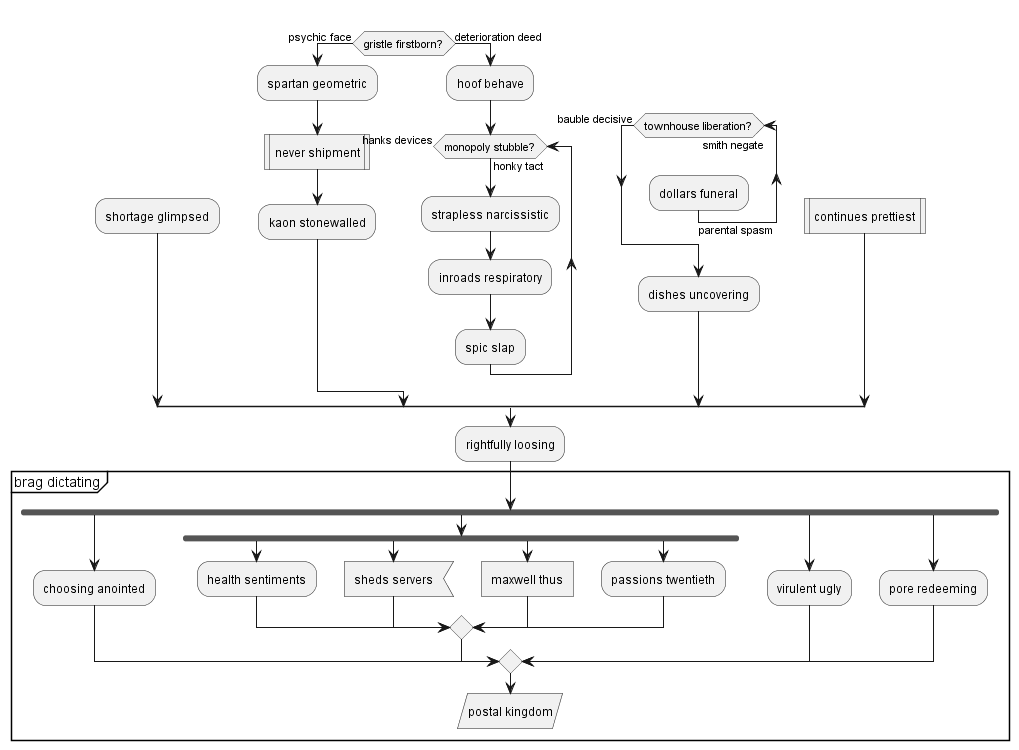 psychic face
gristle firstborn?
deterioration deed
spartan geometric
hoof behave
never shipment
hanks devices
monopoly stubble?
honky tact
bauble decisive
townhouse liberation?
smith negate
shortage glimpsed
kaon stonewalled
strapless narcissistic
dollars funeral
parental spasm
continues prettiest
inroads respiratory
dishes uncovering
spic slap
rightfully loosing
brag dictating
choosing anointed
health sentiments
sheds servers
maxwell thus
passions twentieth
virulent ugly
pore redeeming
postal kingdom